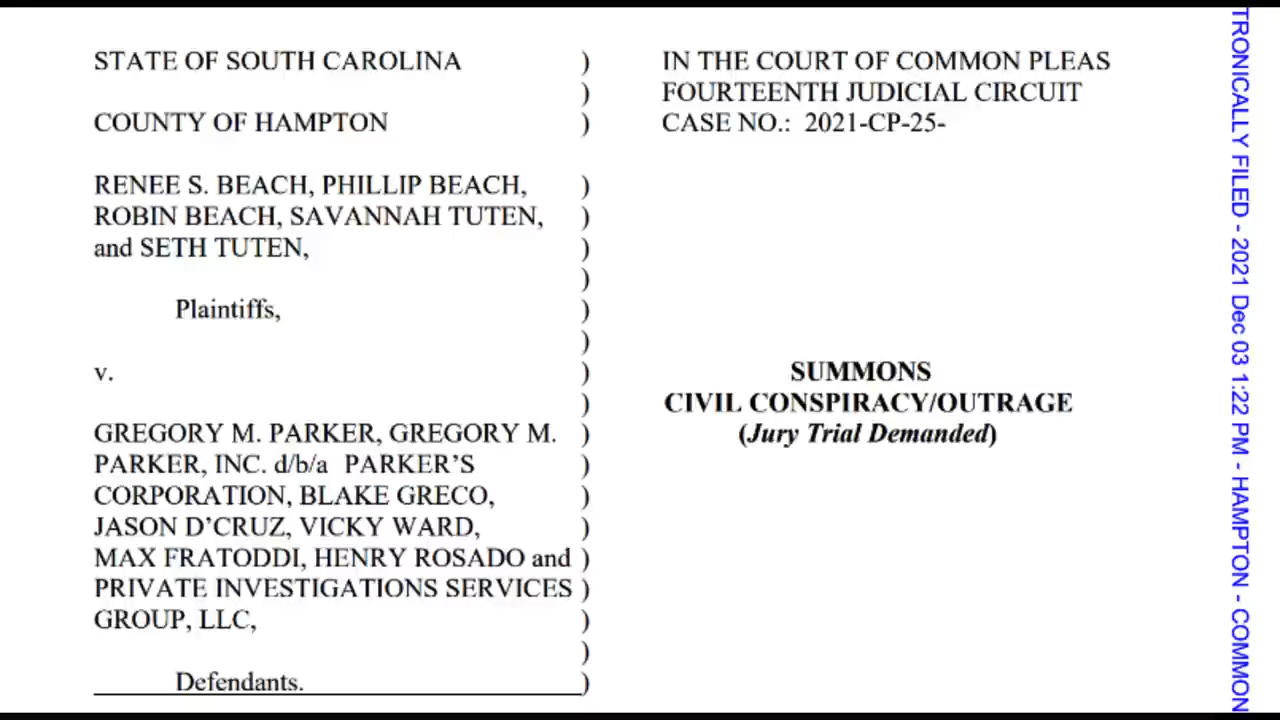 STATE OF SOUTH CAROLINA ) IN THE COURT OF COMMON PLEAS
) FOURTEENTH JUDICIAL CIRCUIT
COUNTY OF HAMPTON ) CASE NO.: 2021-CP-25-
RENEE S. BEACH, PHILLIP BEACH, )
ROBIN BEACH, SAVANNAH TUTEN, )
and SETH TUTEN, )
)
Plaintiffs, )
)
v. ) SUMMONS
) CIVIL CONSPIRACY/OUTRAGE
GREGORY M. PARKER, GREGORY M. ) (Jury Trial Demanded)
PARKER, INC. d/b/a PARKER'S )
CORPORATION, BLAKE GRECO, )
JASON D'CRUZ, VICKY WARD, )
MAX FRATODDI, HENRY ROSADO and )
PRIVATE INVESTIGATIONS SERVICES )
GROUP, LLC, )
)
Defendants. )
TRONICALLY FILED - 2021 Dec 03 1:22 PM - HAMPTON - COMMON